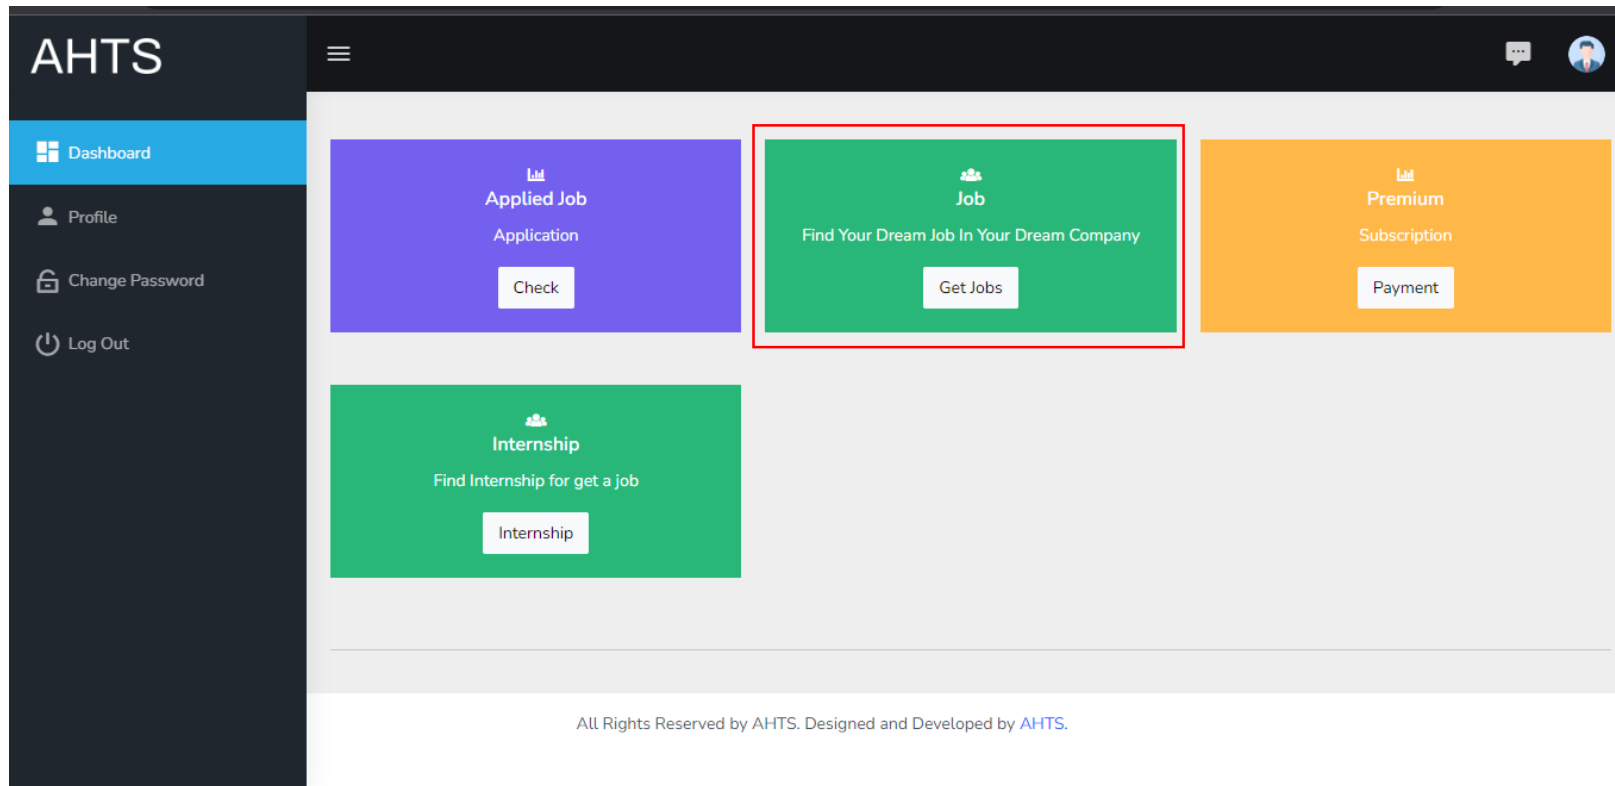 AHTS
Dashboard
Profile
Change Password
Log Out
Applied Job
Application
Check
Job
Find Your Dream Job In Your Dream Company
Get Jobs
Premium
Subscription
Payment
Internship
Find Internship for get a job
Internship
All Rights Reserved by AHTS. Designed and Developed by AHTS.